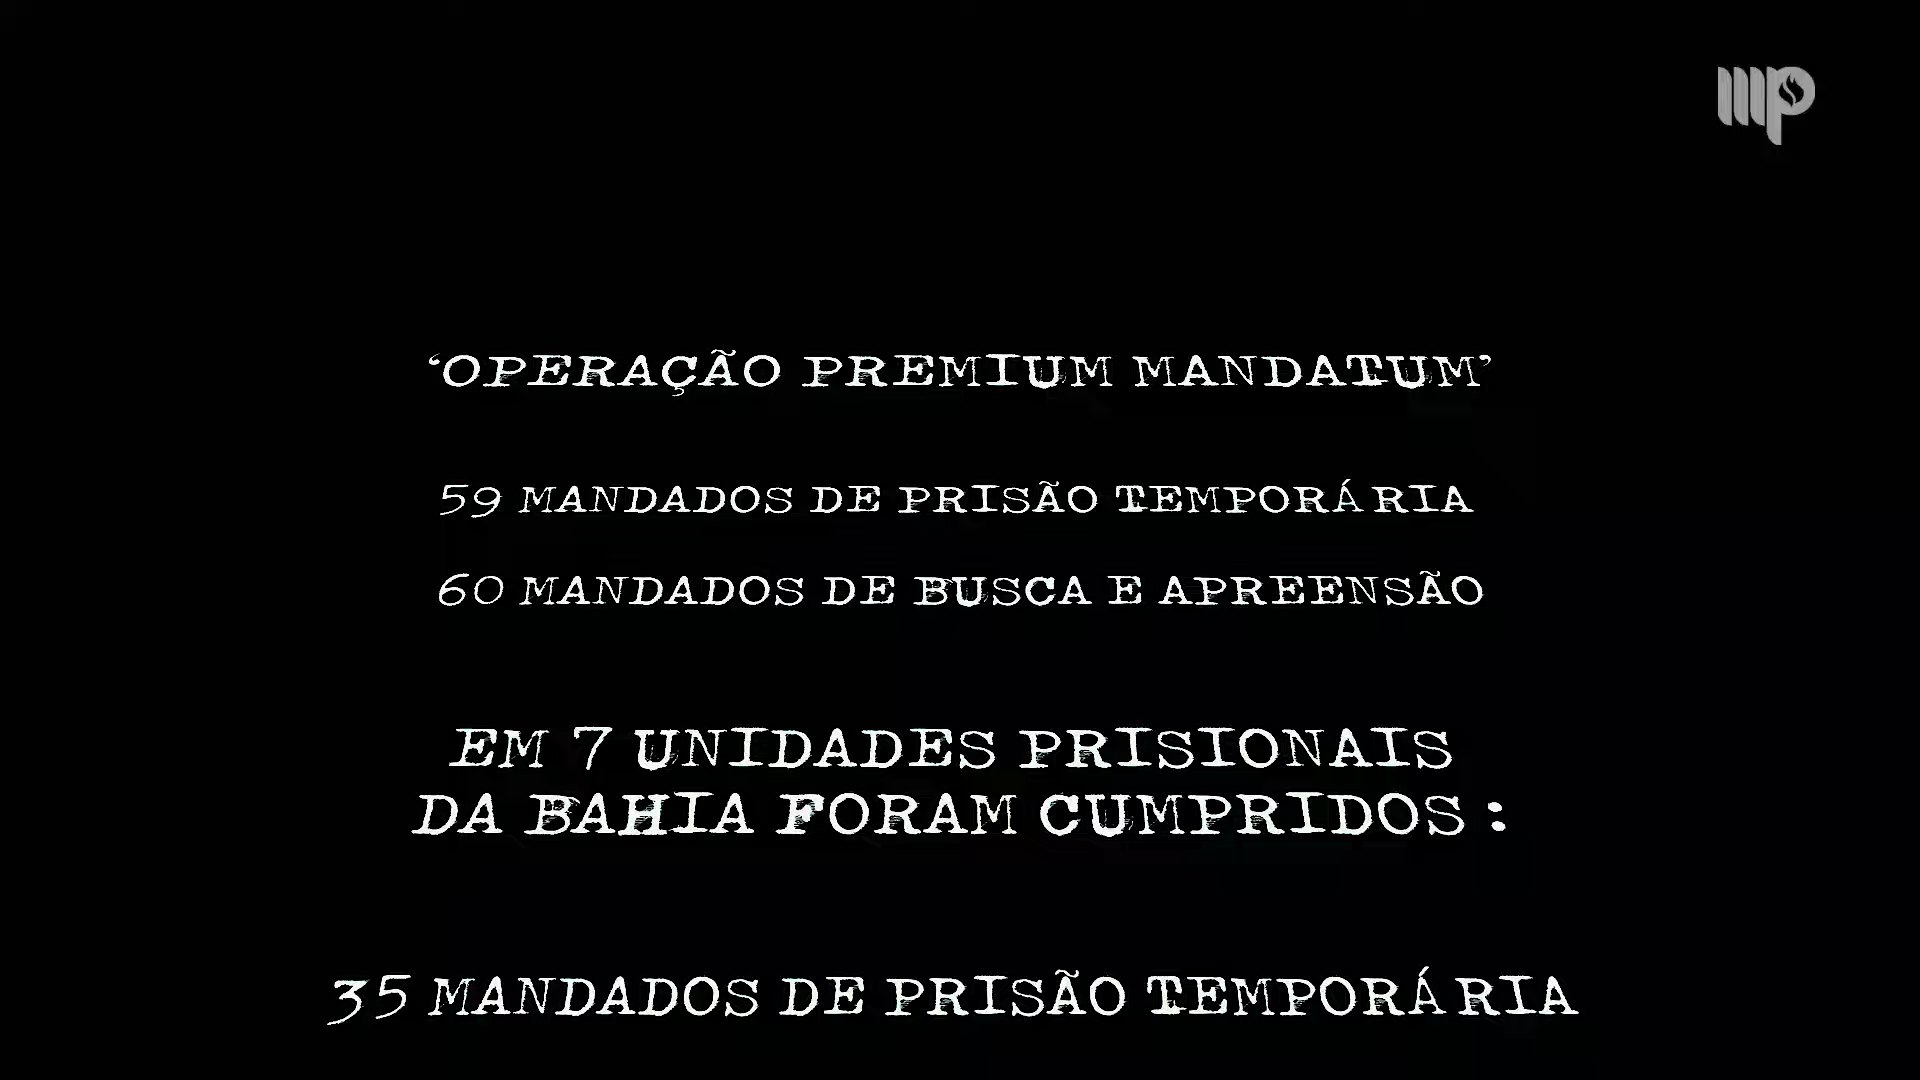 mp
‘OPERAÇÃO PREMIUM MANDATUM’
59 MANDADOS DE PRISÃO TEMPORÁRIA
60 MANDADOS DE BUSCA E APREENSÃO
EM 7 UNIDADES PRISIONAIS
DA BAHIA FORAM CUMPRIDOS :
35 MANDADOS DE PRISÃO TEMPORÁRIA